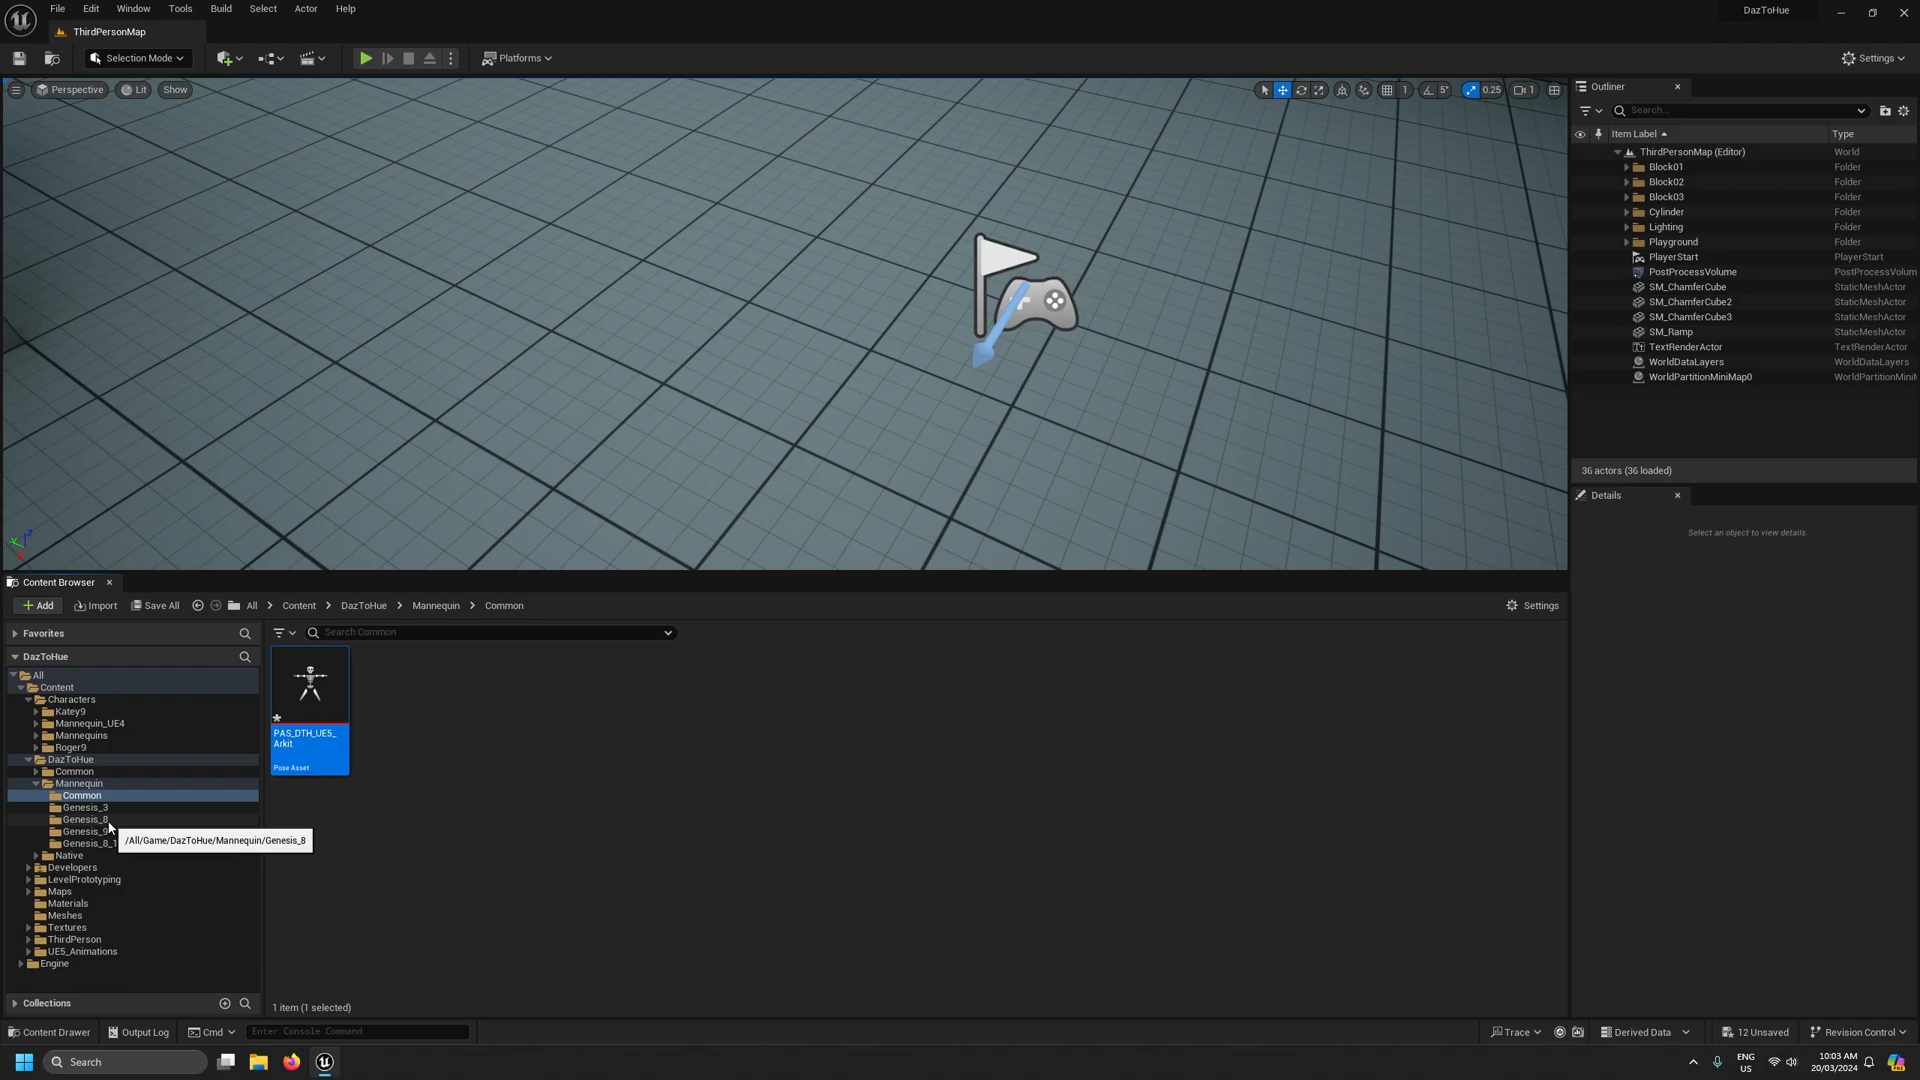 File Edit Window Tools Build Select Actor Help
DazToHue
ThirdPersonMap
Selection Mode
Platforms
Settings
Perspective
Lit
Show
1
5°
0.25
1
Outliner
Search...
Item Label
Type
ThirdPersonMap (Editor) World
Block01 Folder
Block02 Folder
Block03 Folder
Cylinder Folder
Lighting Folder
Playground Folder
PlayerStart PlayerStart
PostProcessVolume PostProcessVolum
SM_ChamferCube StaticMeshActor
SM_ChamferCube2 StaticMeshActor
SM_ChamferCube3 StaticMeshActor
SM_Ramp StaticMeshActor
TextRenderActor TextRenderActor
WorldDataLayers WorldDataLayers
WorldPartitionMiniMap0 WorldPartitionMini
36 actors (36 loaded)
Details
Select an object to view details.
z
Content Browser
Add
Import
Save All
All Content DazToHue Mannequin Common
Settings
Favorites
DazToHue
All
Content
Characters
Katey9
Mannequin_UE4
Mannequins
Roger9
DazToHue
Common
Mannequin
Common
Genesis_3
Genesis_8
Genesis_9
Genesis_8_1
Native
Developers
LevelPrototyping
Maps
Materials
Meshes
Textures
ThirdPerson
UE5_Animations
Engine
Collections
Search Common
PAS_DTH_UE5_
Arkit
Pose Asset
/All/Game/DazToHue/Mannequin/Genesis_8
1 item (1 selected)
Content Drawer
Output Log
Cmd
Enter Console Command
Trace
Derived Data
12 Unsaved
Revision Control
Search
ENG
US
10:03 AM
20/03/2024